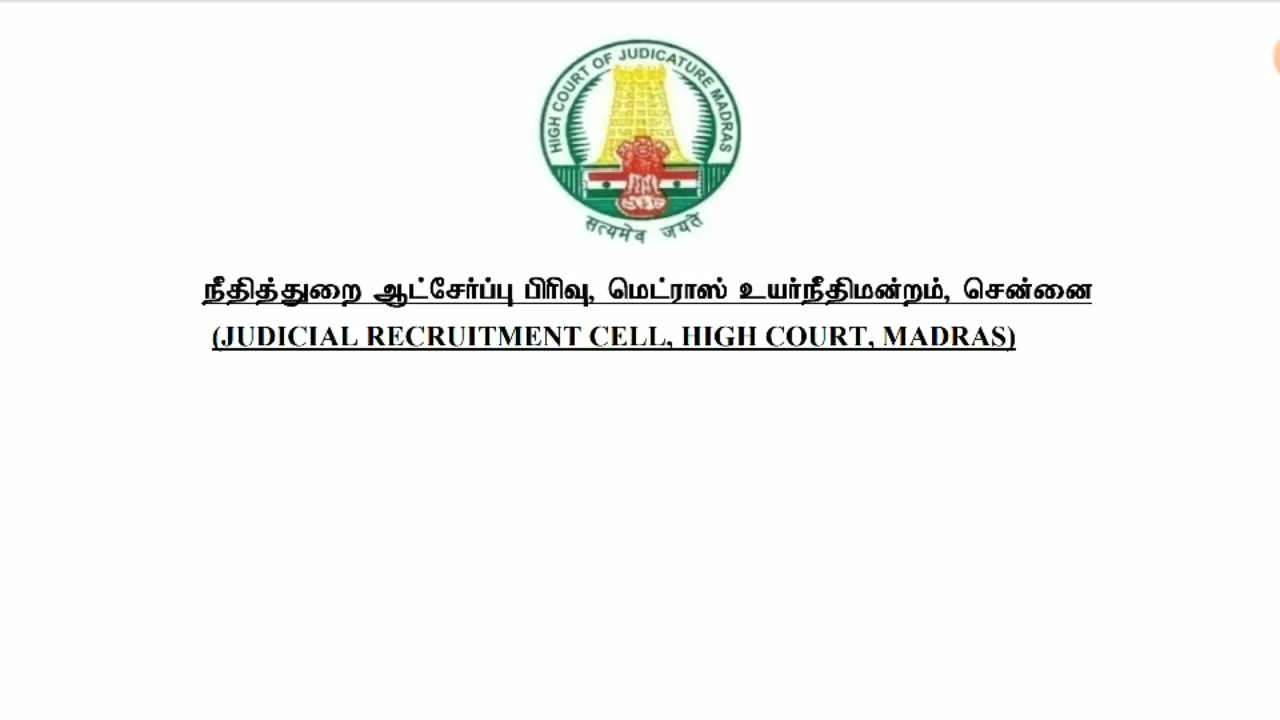 HIGH COURT OF JUDICATURE MADRAS
सत्यमेव जयते
நீதித்துறை ஆட்சேர்ப்பு பிரிவு, மெட்ராஸ் உயர்நீதிமன்றம், சென்னை
(JUDICIAL RECRUITMENT CELL, HIGH COURT, MADRAS)